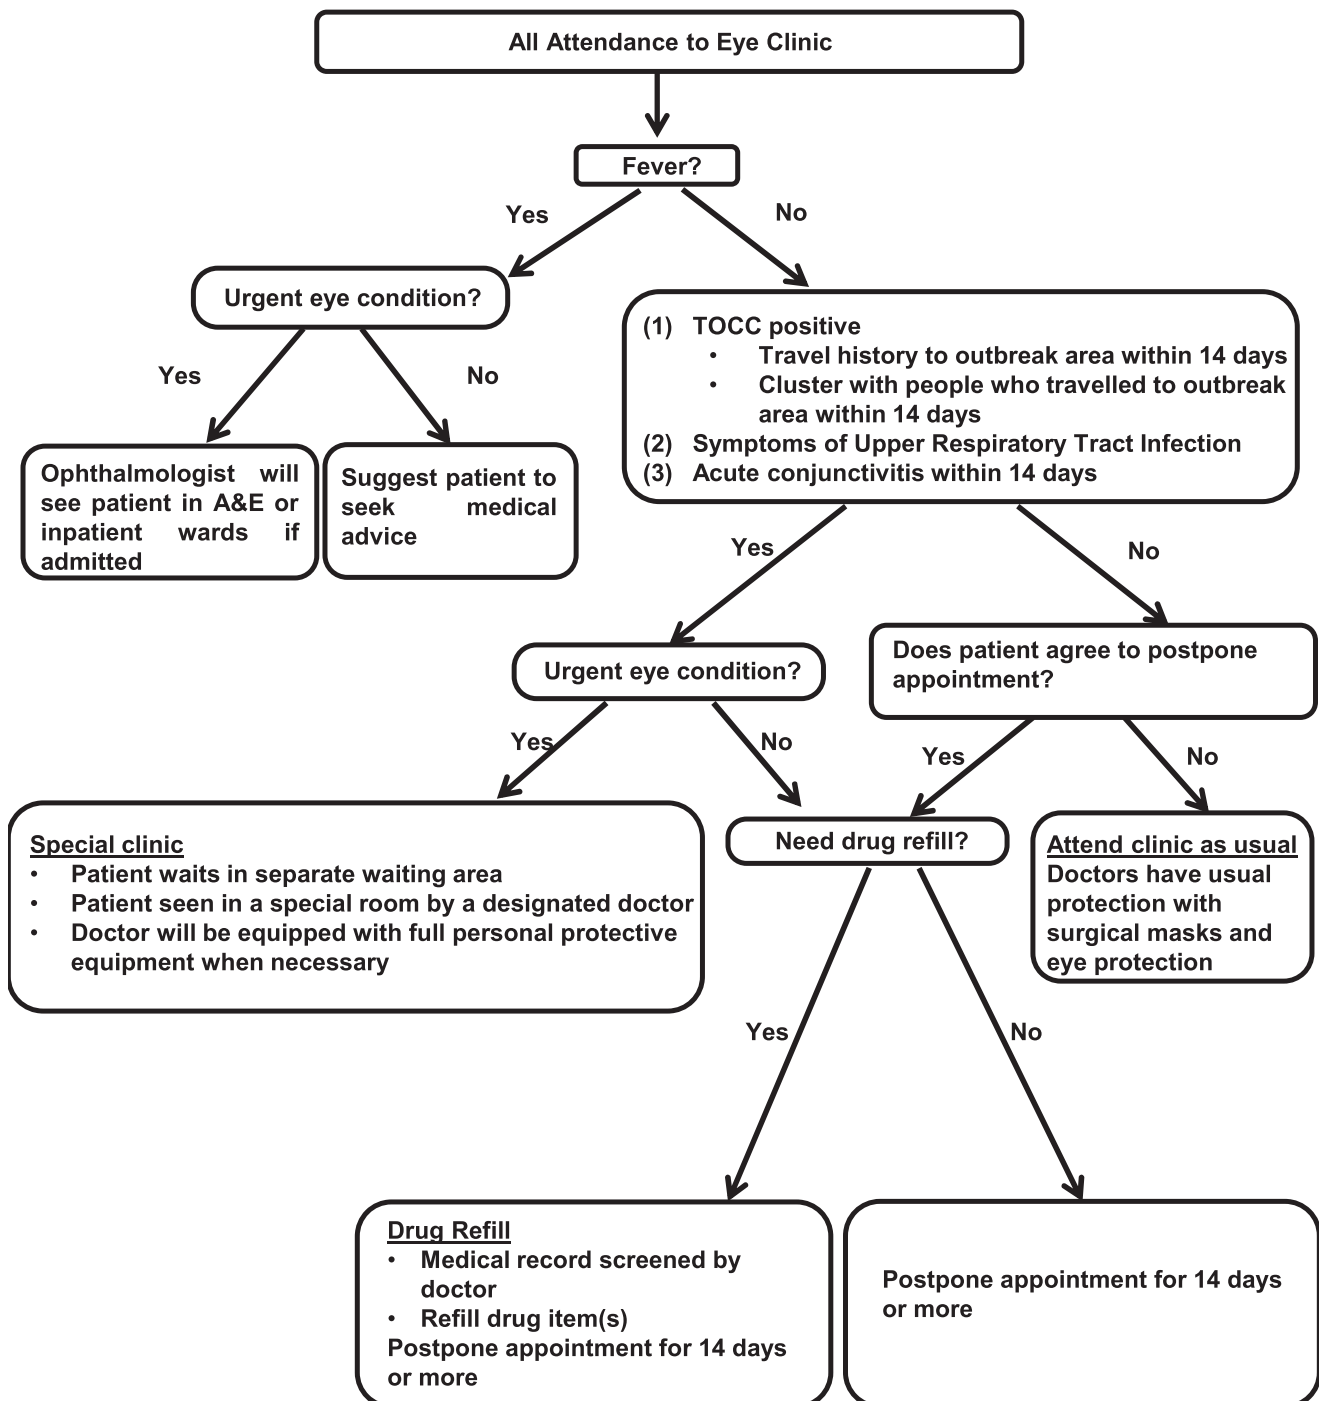 All Attendance to Eye Clinic
Fever?
Yes
No
Urgent eye condition?
(1) TOCC positive
• Travel history to outbreak area within 14 days
• Cluster with people who travelled to outbreak
area within 14 days
(2) Symptoms of Upper Respiratory Tract Infection
(3) Acute conjunctivitis within 14 days
Yes
No
Ophthalmologist will
see patient in A&E or
inpatient wards if
admitted
Suggest patient to
seek medical
advice
Yes
No
Urgent eye condition?
Does patient agree to postpone
appointment?
Yes
No
Yes
No
Special clinic
• Patient waits in separate waiting area
• Patient seen in a special room by a designated doctor
• Doctor will be equipped with full personal protective
equipment when necessary
Need drug refill?
Attend clinic as usual
Doctors have usual
protection with
surgical masks and
eye protection
Yes
No
Drug Refill
• Medical record screened by
doctor
• Refill drug item(s)
Postpone appointment for 14 days
or more
Postpone appointment for 14 days
or more